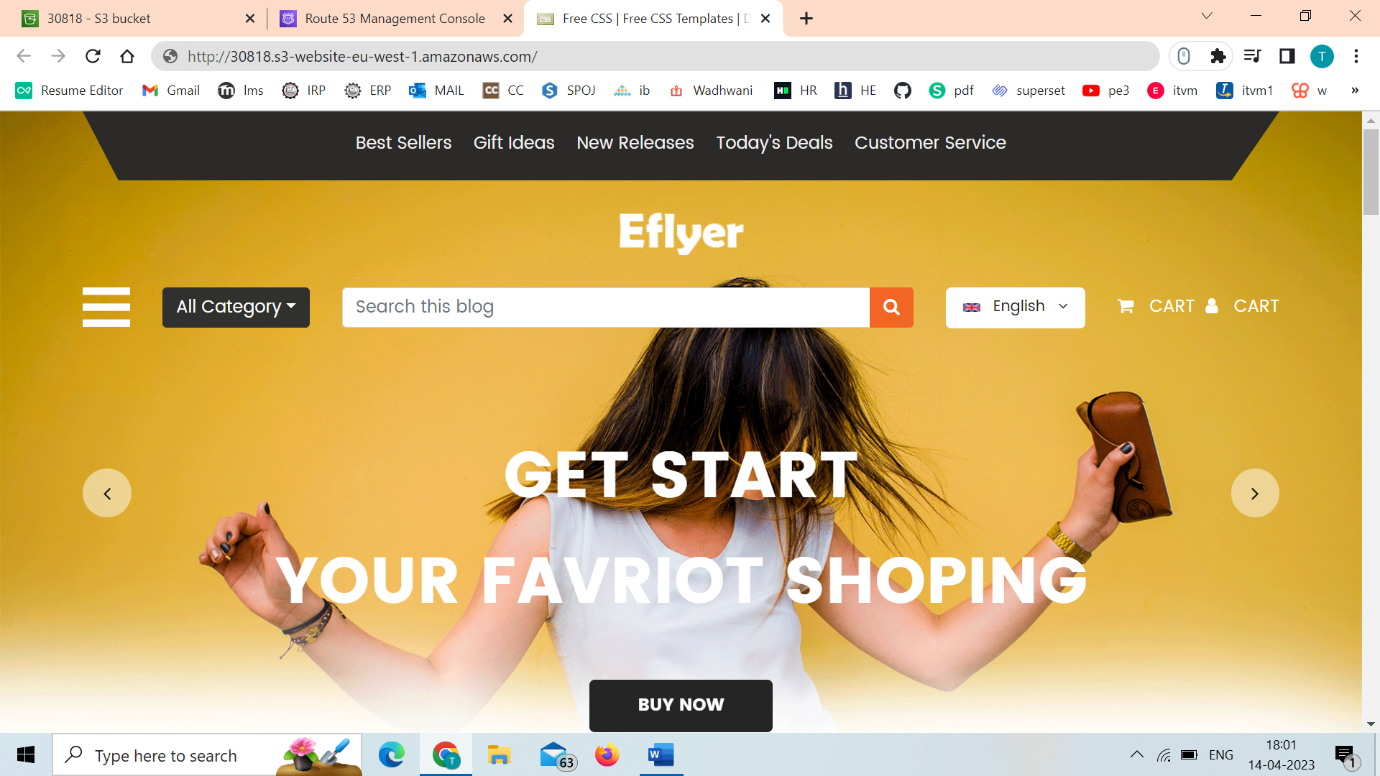 30818 - S3 bucket
Route 53 Management Console
Free CSS | Free CSS Templates |
http://30818.s3-website-eu-west-1.amazonaws.com/
T
Resume Editor Gmail lms IRP ERP MAIL CC CC SPOJ ib Wadhwani HR h HE S pdf superset pe3 E itvm itvm1 w »
Best Sellers Gift Ideas New Releases Today's Deals Customer Service
Eflyer
All Category Search this blog English CART CART
GET START
YOUR FAVRIOT SHOPING
BUY NOW
Type here to search 63 W ENG 18:01
14-04-2023 1